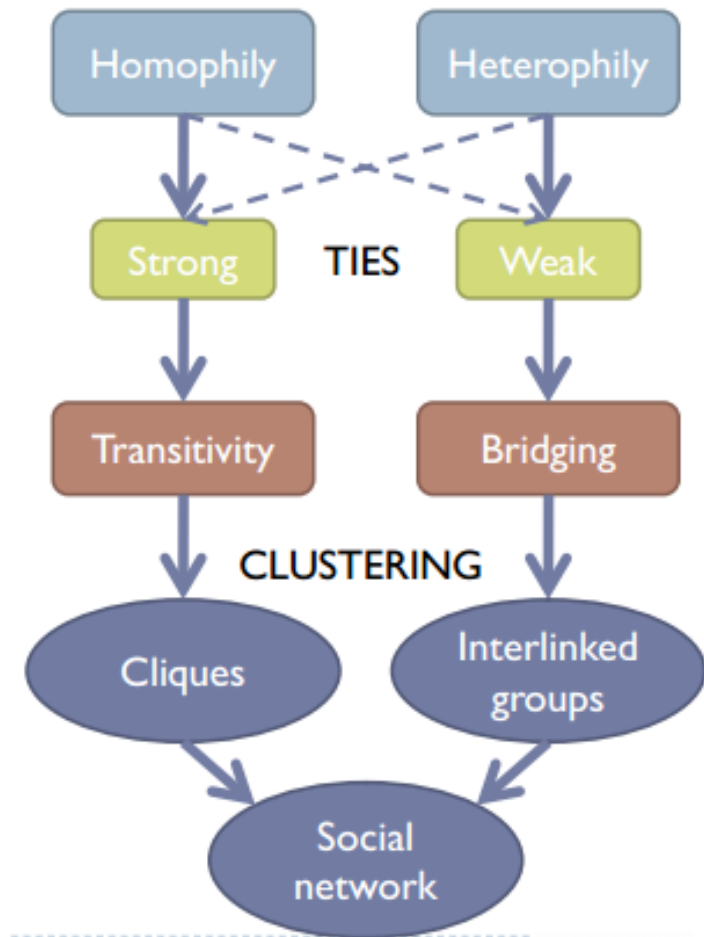 Homophily
Heterophily
Strong
TIES
Weak
Transitivity
Bridging
CLUSTERING
Cliques
Interlinked
groups
Social
network